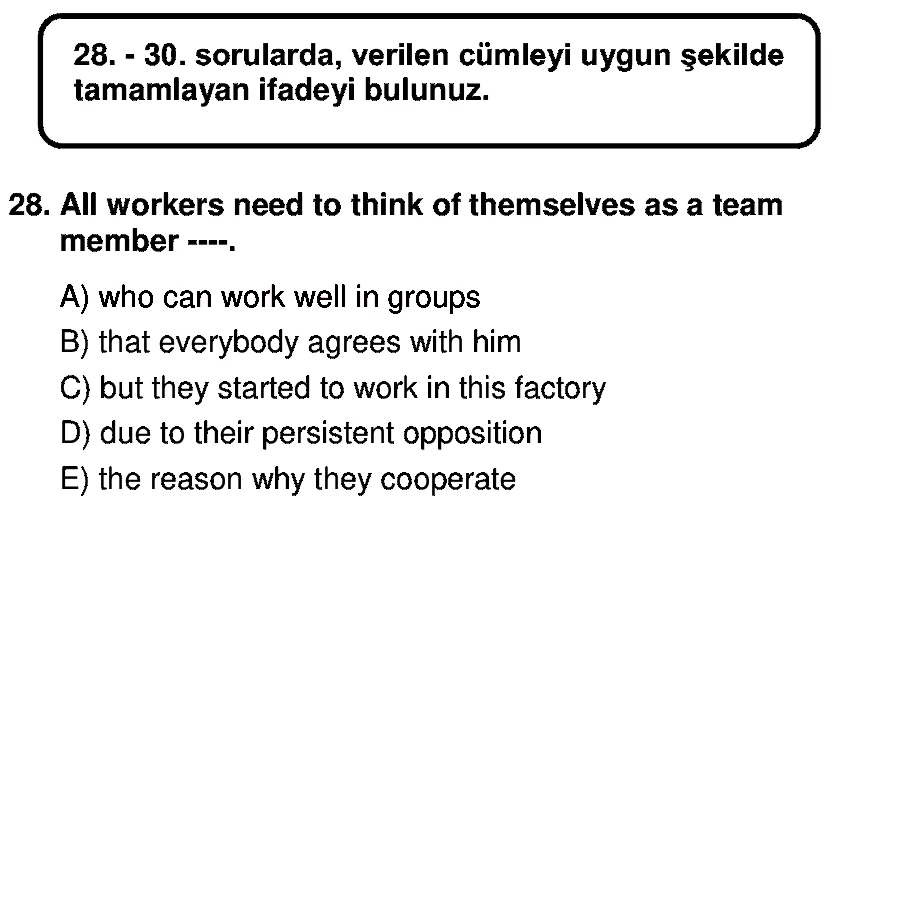 28. - 30. sorularda, verilen cümleyi uygun şekilde
tamamlayan ifadeyi bulunuz.
28. All workers need to think of themselves as a team
member ----.
A) who can work well in groups
B) that everybody agrees with him
C) but they started to work in this factory
D) due to their persistent opposition
E) the reason why they cooperate